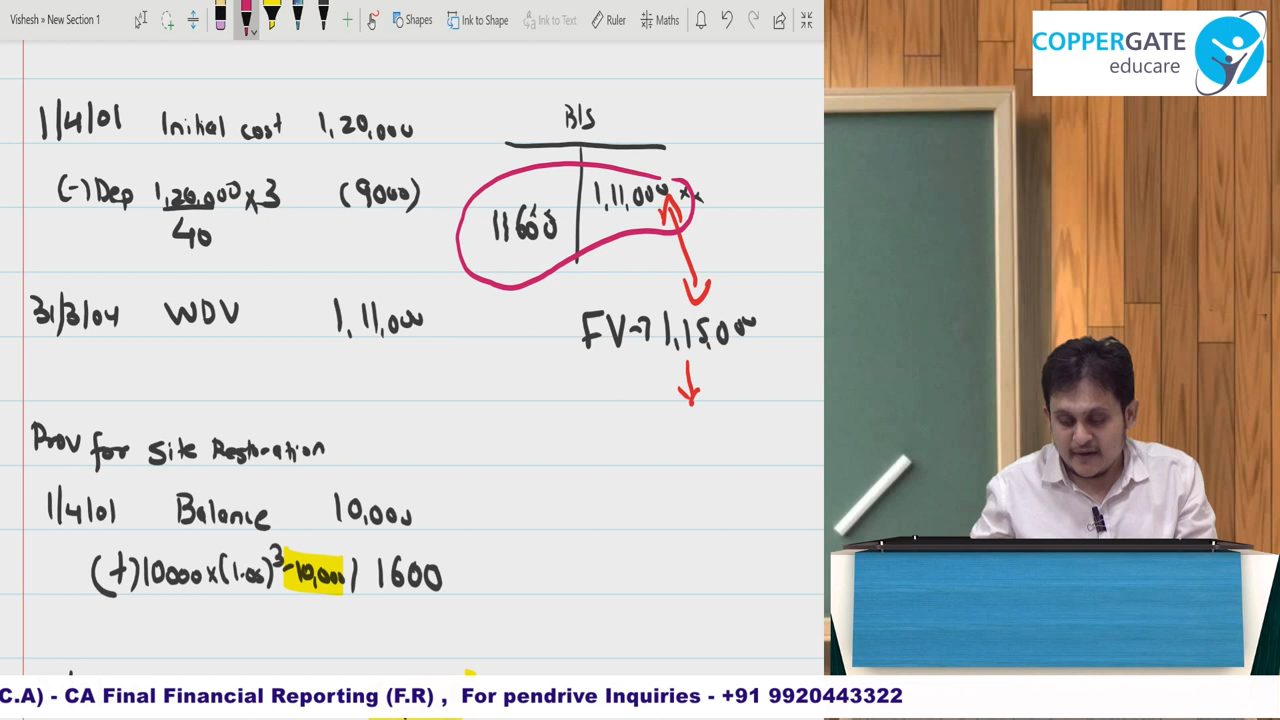 Vishesh » New Section 1
Shapes
Ink to Shape
Ink to Text
Ruler
Maths
COPPERGATE
educare
1/4/01 Initial cost 1,20,000
(-) Dep 1,20,000 x 3 (9000)
40
31/3/04 WDV 1,11,000
B/S
1,11,000 xx
11600
FV→ 1,15,000
Prov for Site Restoration
1/4/01 Balance 10,000
(+) 10000 x (1.05)³ - 10,000) 1600
C.A) - CA Final Financial Reporting (F.R) , For pendrive Inquiries - +91 9920443322